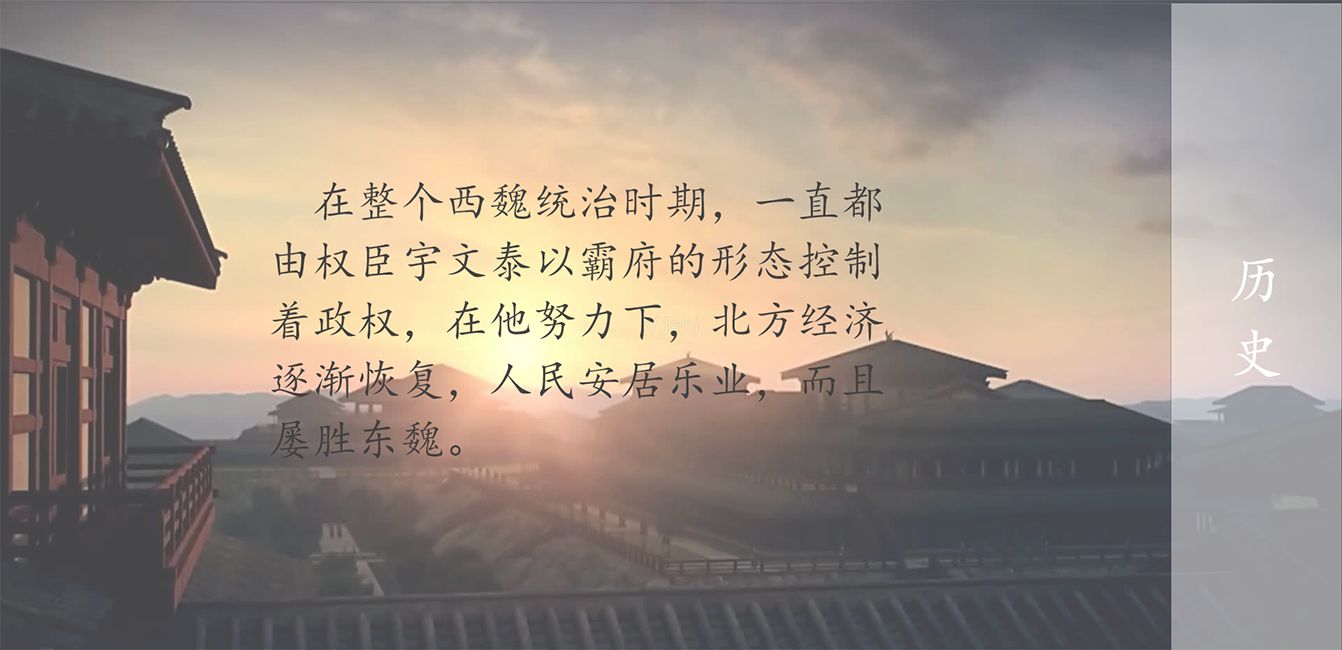 在整个西魏统治时期，一直都
由权臣宇文泰以霸府的形态控制
着政权，在他努力下，北方经济
逐渐恢复，人民安居乐业，而且
屡胜东魏。
历
史